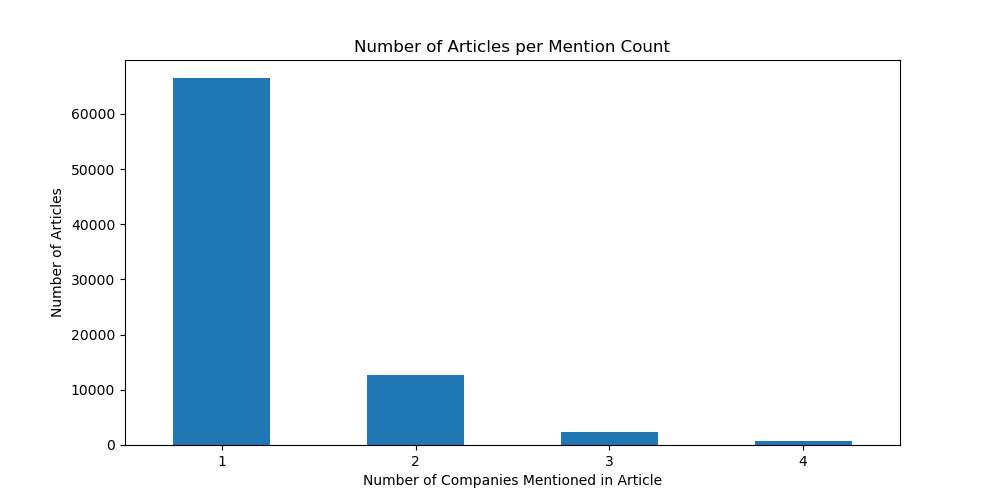 Number of Articles per Mention Count
Number of Articles
60000
50000
40000
30000
20000
10000
0
1 2 3 4
Number of Companies Mentioned in Article